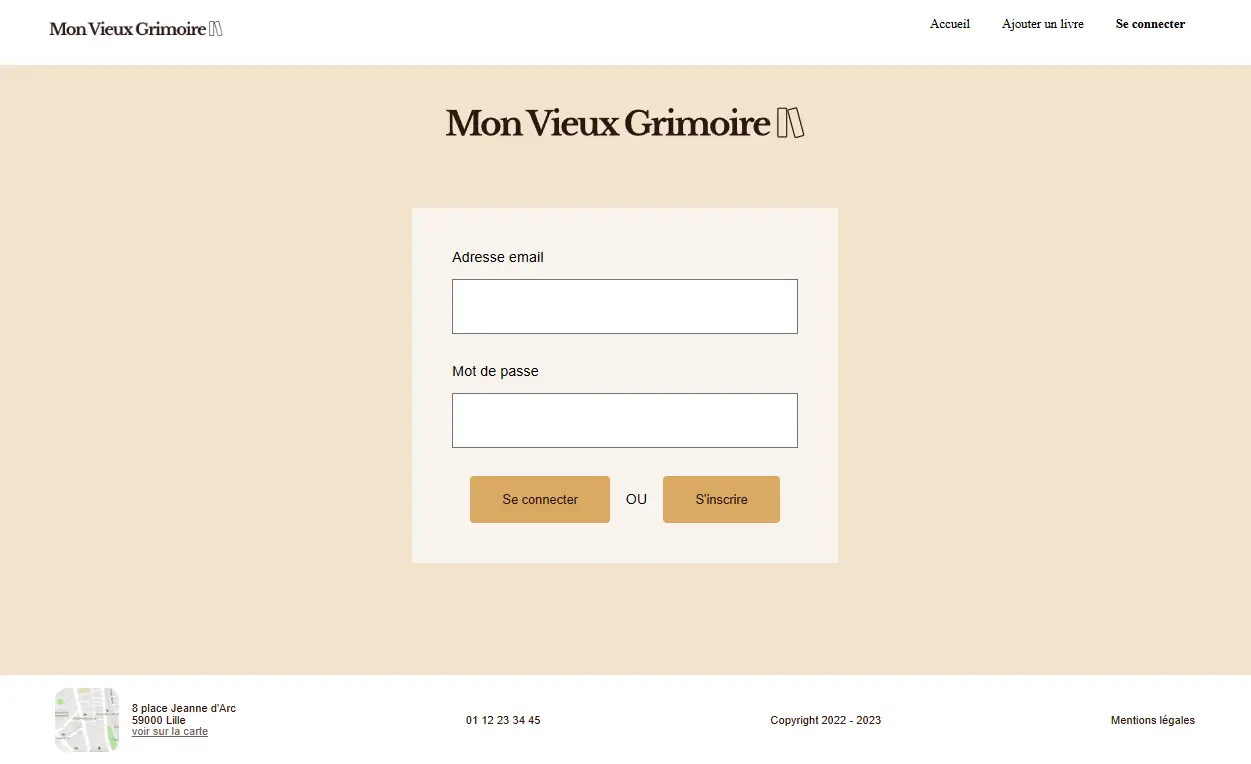 Mon Vieux Grimoire
Accueil
Ajouter un livre
Se connecter
Mon Vieux Grimoire
Adresse email
Mot de passe
Se connecter
OU
S'inscrire
8 place Jeanne d'Arc
59000 Lille
voir sur la carte
01 12 23 34 45
Copyright 2022 - 2023
Mentions légales